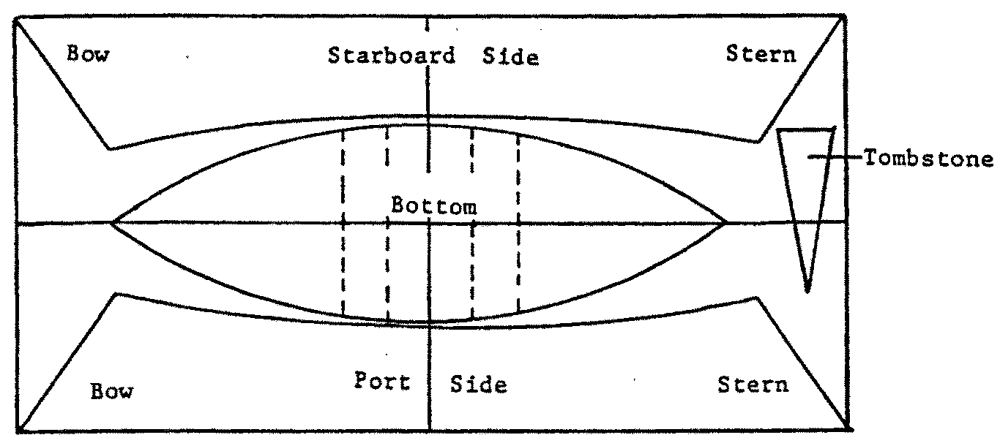 Bow
Starboard Side
Stern
Tombstone
Bottom
Bow
Port Side
Stern